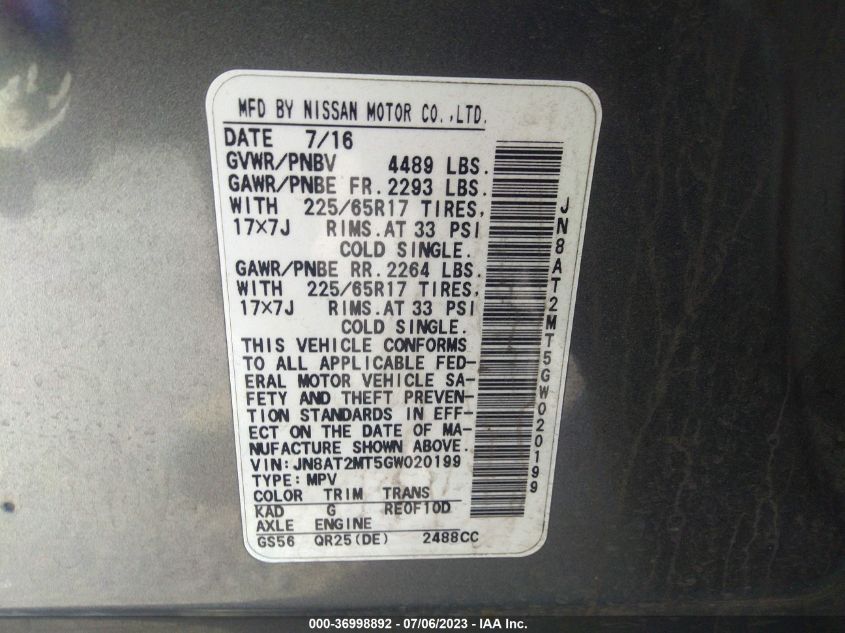 MFD BY NISSAN MOTOR CO.,LTD.
DATE 7/16
GVWR/PNBV 4489 LBS.
GAWR/PNBE FR. 2293 LBS.
WITH 225/65R17 TIRES,
17×7J RIMS.AT 33 PSI
COLD SINGLE.
GAWR/PNBE RR. 2264 LBS.
WITH 225/65R17 TIRES,
17×7J RIMS.AT 33 PSI
COLD SINGLE.
THIS VEHICLE CONFORMS
TO ALL APPLICABLE FED-
ERAL MOTOR VEHICLE SA-
FETY AND THEFT PREVEN-
TION STANDARDS IN EFF-
ECT ON THE DATE OF MA-
NUFACTURE SHOWN ABOVE.
VIN:JN8AT2MT5GW020199
TYPE:MPV
COLOR TRIM TRANS
KAD G RE0F10D
AXLE ENGINE
GS56 QR25(DE) 2488CC
JN8AT2MT5GW020199
000-36998892 - 07/06/2023 - IAA Inc.